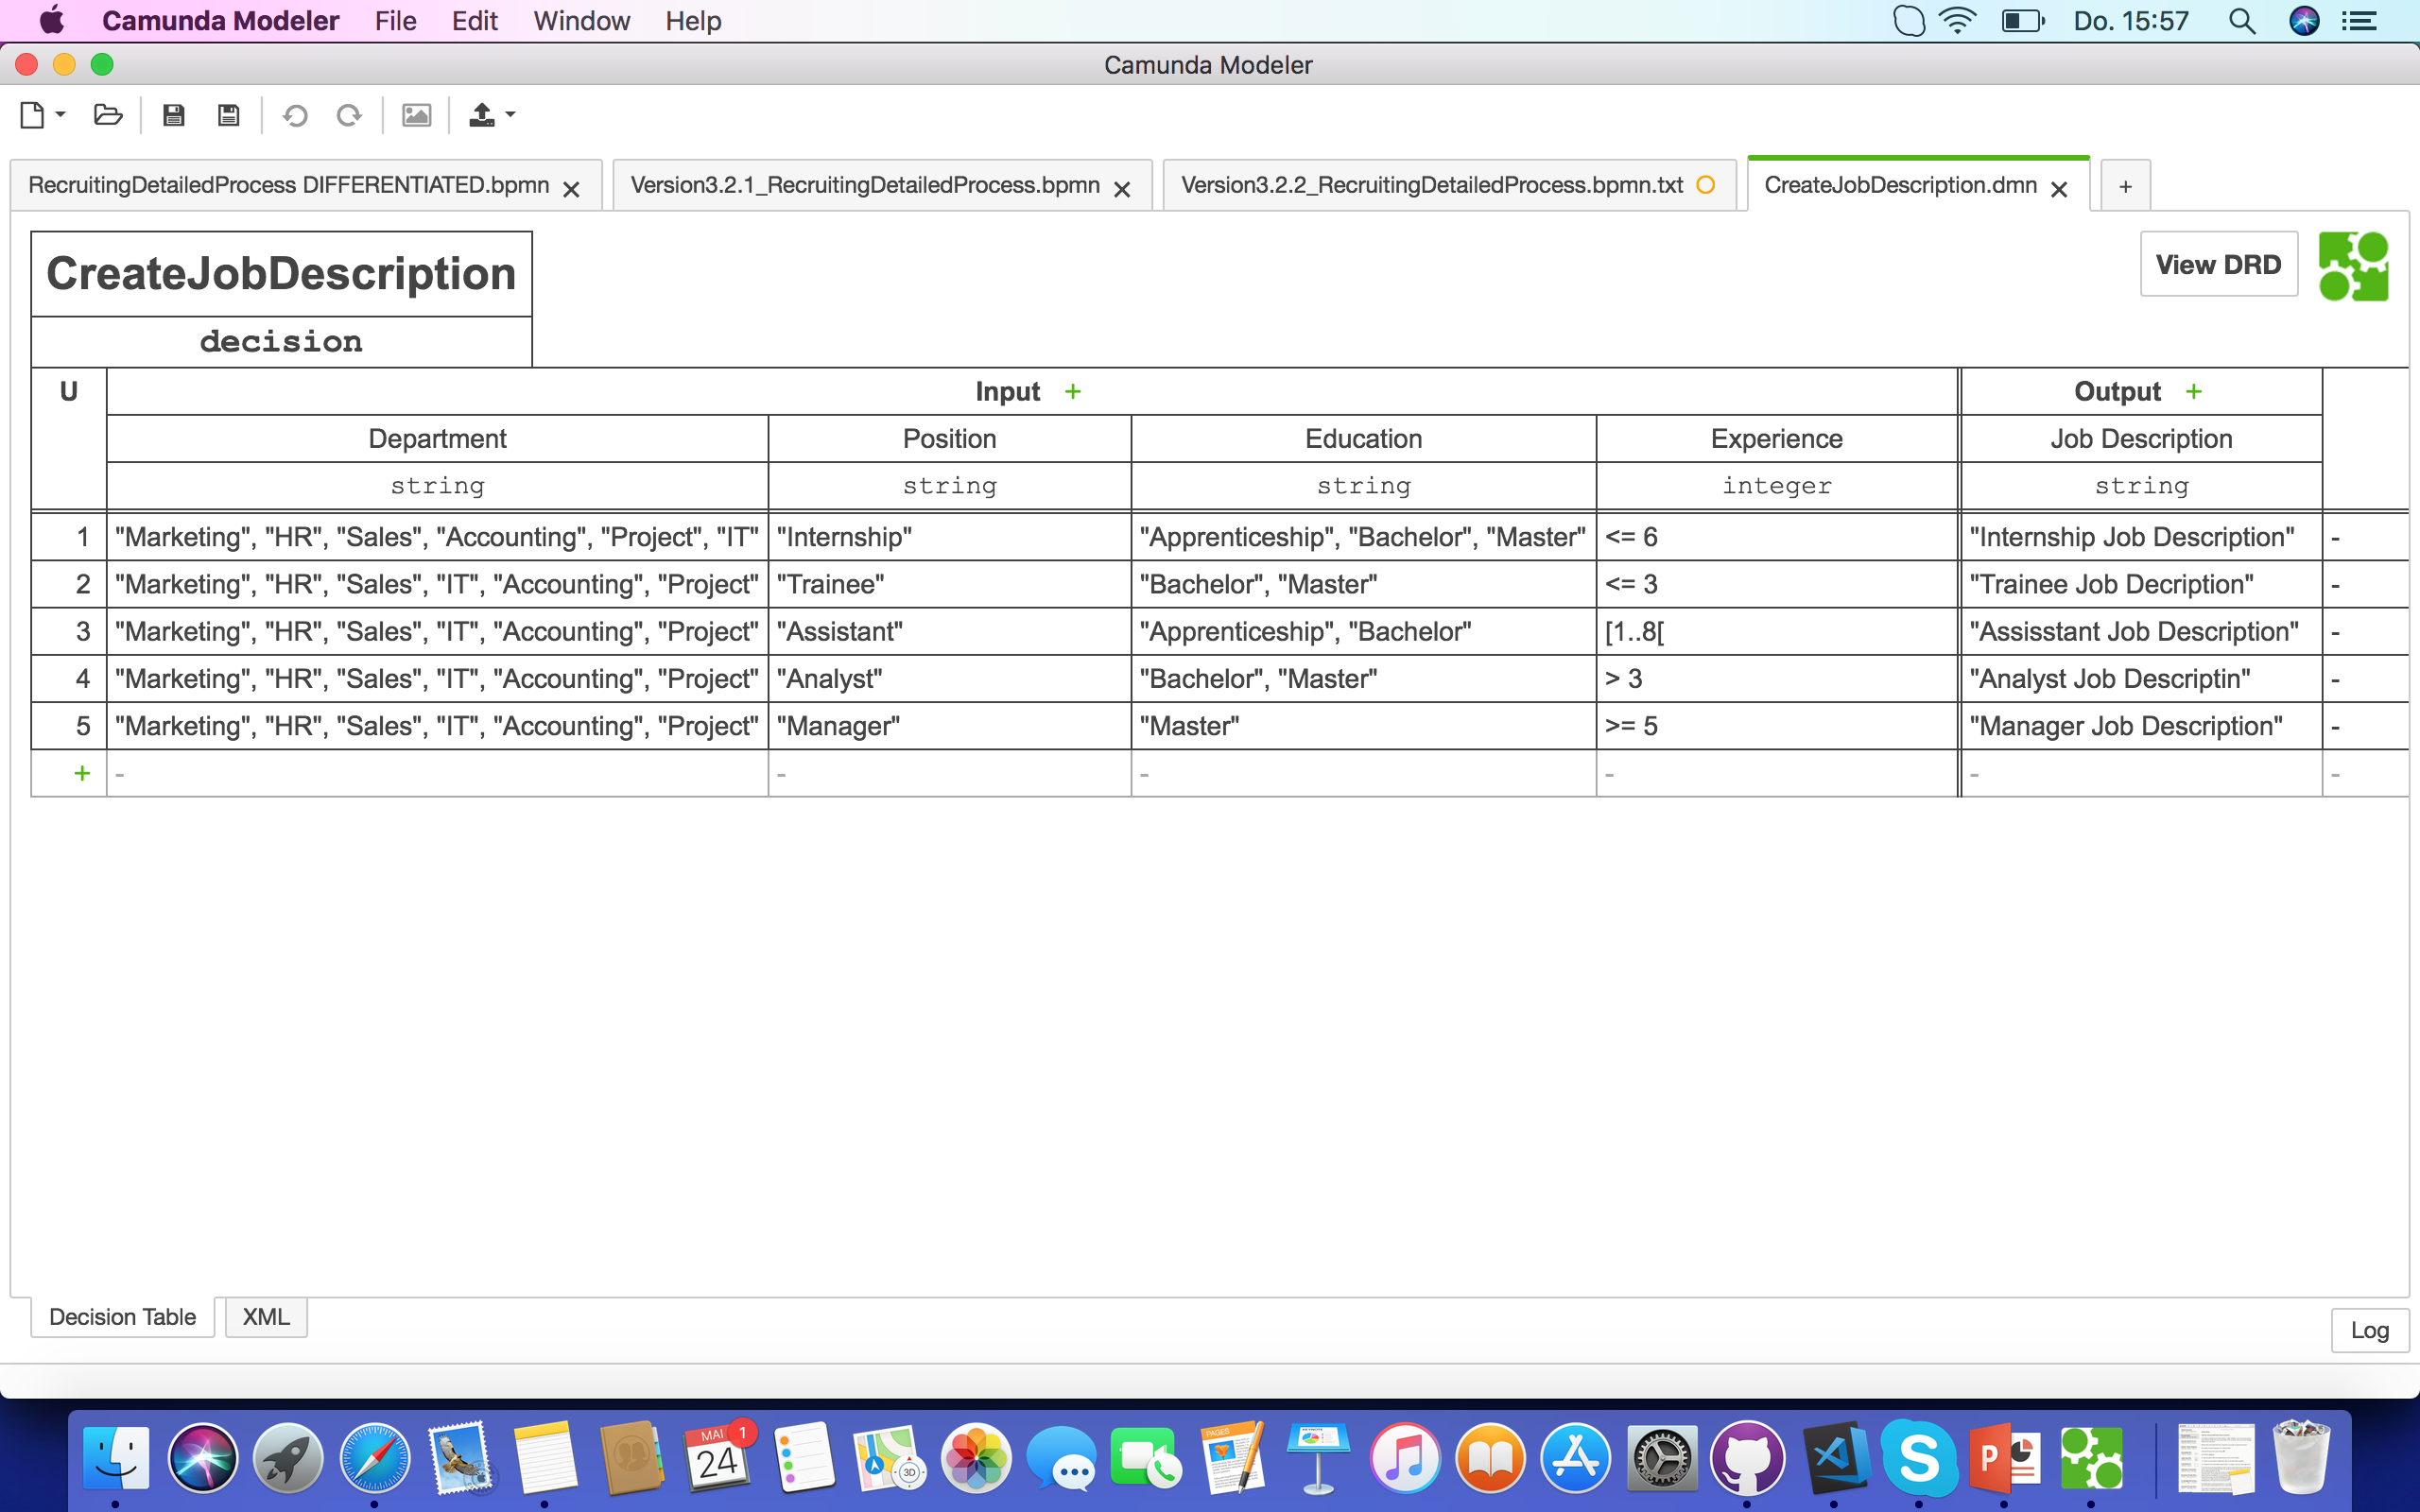 Camunda Modeler File Edit Window Help Do. 15:57
Camunda Modeler
RecruitingDetailedProcess DIFFERENTIATED.bpmn Version3.2.1_RecruitingDetailedProcess.bpmn Version3.2.2_RecruitingDetailedProcess.bpmn.txt CreateJobDescription.dmn +
CreateJobDescription View DRD
decision
U Input + Output +
Department Position Education Experience Job Description
string string string integer string
1 "Marketing", "HR", "Sales", "Accounting", "Project", "IT" "Internship" "Apprenticeship", "Bachelor", "Master" <= 6 "Internship Job Description" -
2 "Marketing", "HR", "Sales", "IT", "Accounting", "Project" "Trainee" "Bachelor", "Master" <= 3 "Trainee Job Decription" -
3 "Marketing", "HR", "Sales", "IT", "Accounting", "Project" "Assistant" "Apprenticeship", "Bachelor" [1..8[ "Assisstant Job Description" -
4 "Marketing", "HR", "Sales", "IT", "Accounting", "Project" "Analyst" "Bachelor", "Master" > 3 "Analyst Job Descriptin" -
5 "Marketing", "HR", "Sales", "IT", "Accounting", "Project" "Manager" "Master" >= 5 "Manager Job Description" -
+ - - - - - -
Decision Table XML
Log
MAI 24 1
3D
PAGES
S
P